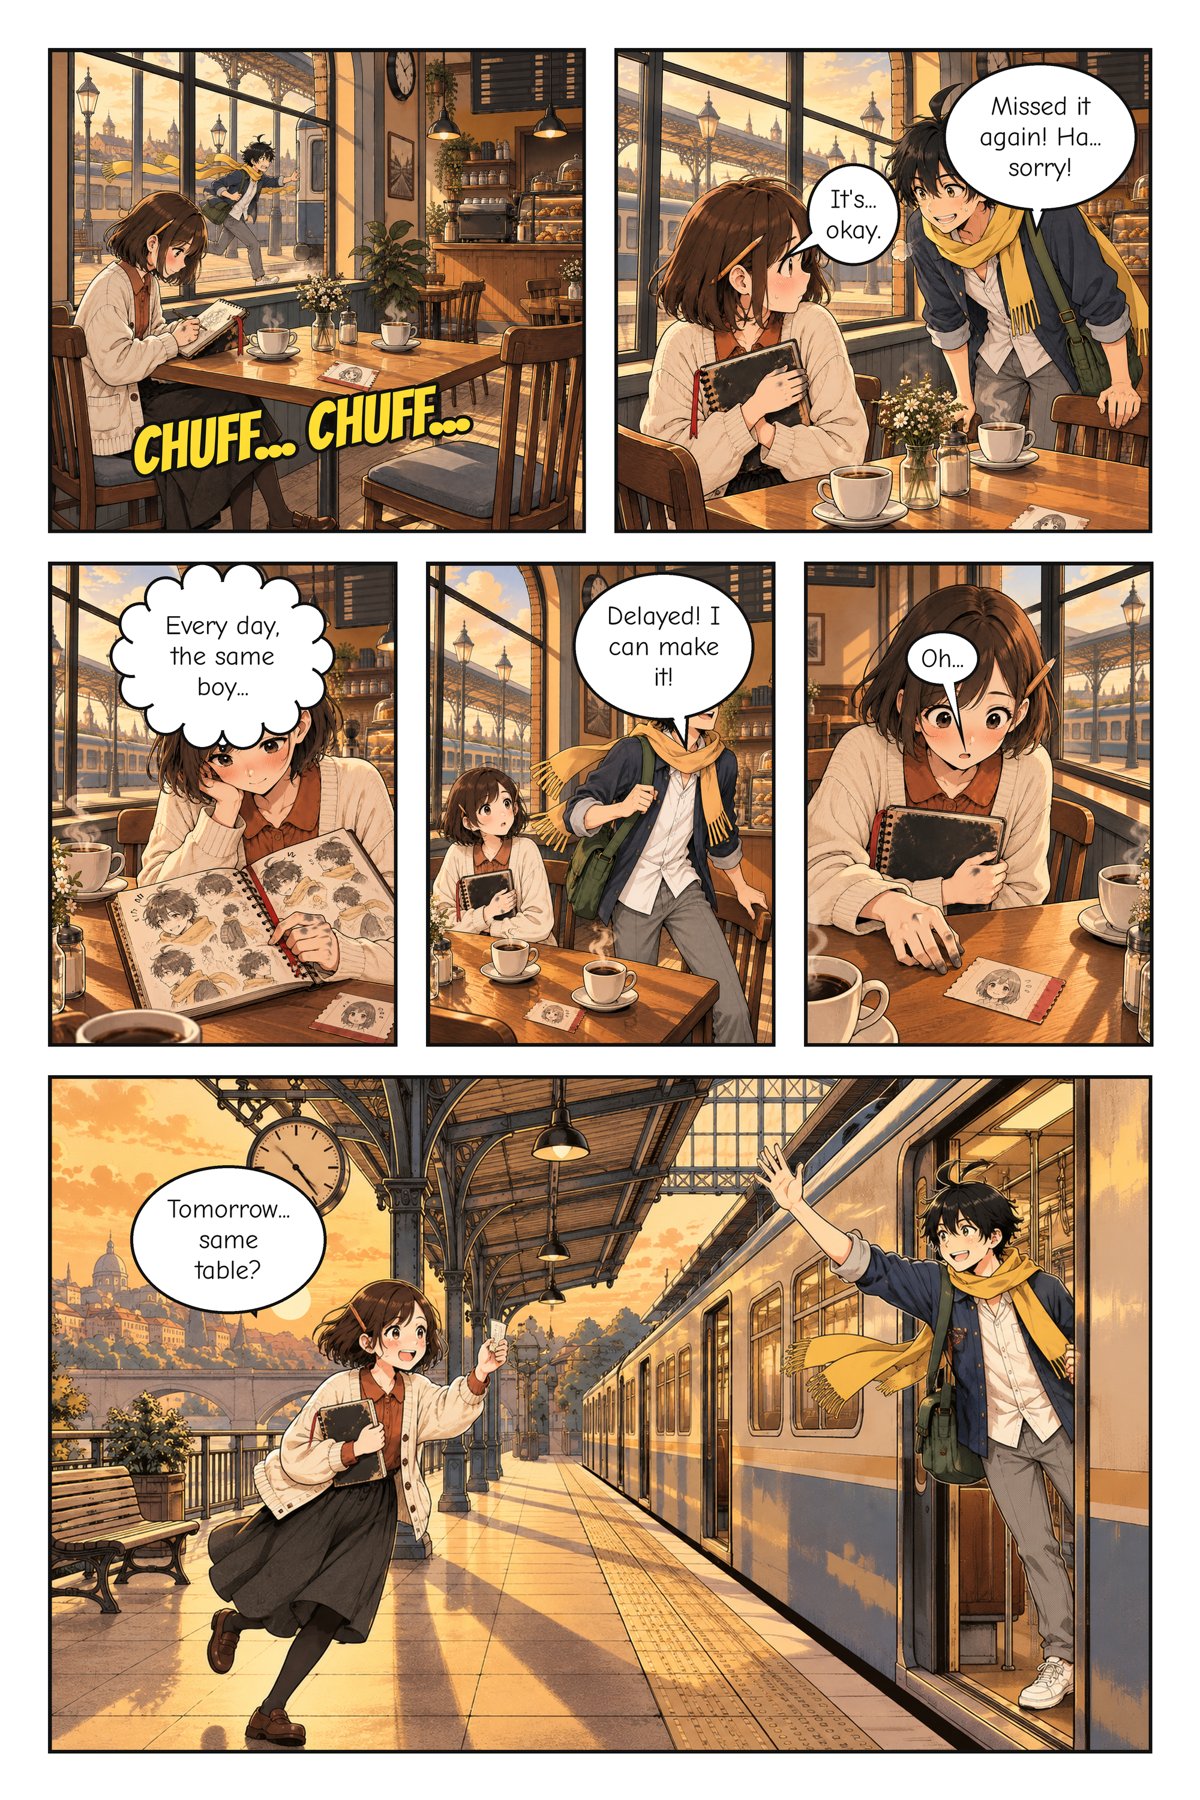 CHUFF... CHUFF...
Missed it
again! Ha...
sorry!
It's...
okay.
Every day,
the same
boy...
Delayed! I
can make
it!
Oh...
Tomorrow...
same
table?